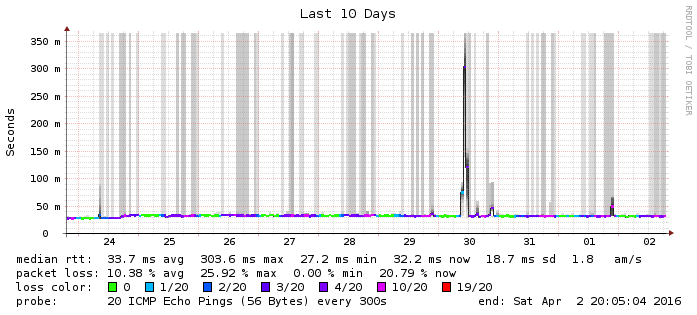 Last 10 Days
RRDTOOL / TOBI OETIKER
Seconds
350 m
300 m
250 m
200 m
150 m
100 m
50 m
0
24 25 26 27 28 29 30 31 01 02
median rtt: 33.7 ms avg 303.6 ms max 27.2 ms min 32.2 ms now 18.7 ms sd 1.8 am/s
packet loss: 10.38 % avg 25.92 % max 0.00 % min 20.79 % now
loss color: 0 1/20 2/20 3/20 4/20 10/20 19/20
probe: 20 ICMP Echo Pings (56 Bytes) every 300s end: Sat Apr 2 20:05:04 2016